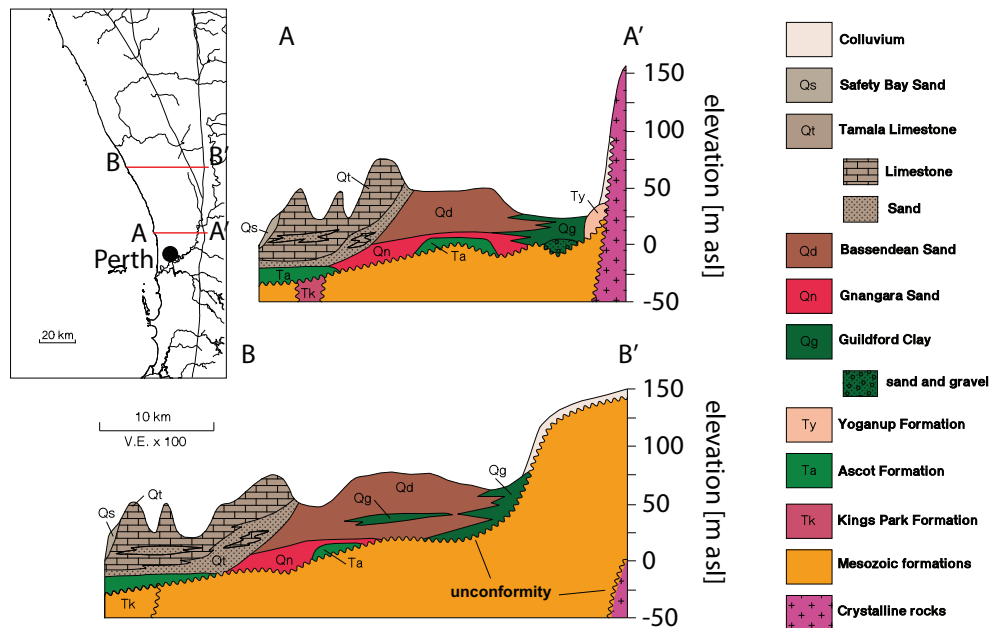 A
A'
150
100
50
0
-50
elevation [m asl]
Qt
Qs
Qd
Ty
Qg
Qn
Ta
Ta
Tk
B
B'
A
A'
Perth
20 km
B
B'
10 km
V.E. x 100
150
100
50
0
-50
elevation [m asl]
Qt
Qs
Qg
Qd
Qg
Qt
Qn
Ta
Tk
unconformity
Colluvium
Qs Safety Bay Sand
Qt Tamala Limestone
Limestone
Sand
Qd Bassendean Sand
Qn Gnangara Sand
Qg Guildford Clay
sand and gravel
Ty Yoganup Formation
Ta Ascot Formation
Tk Kings Park Formation
Mesozoic formations
Crystalline rocks